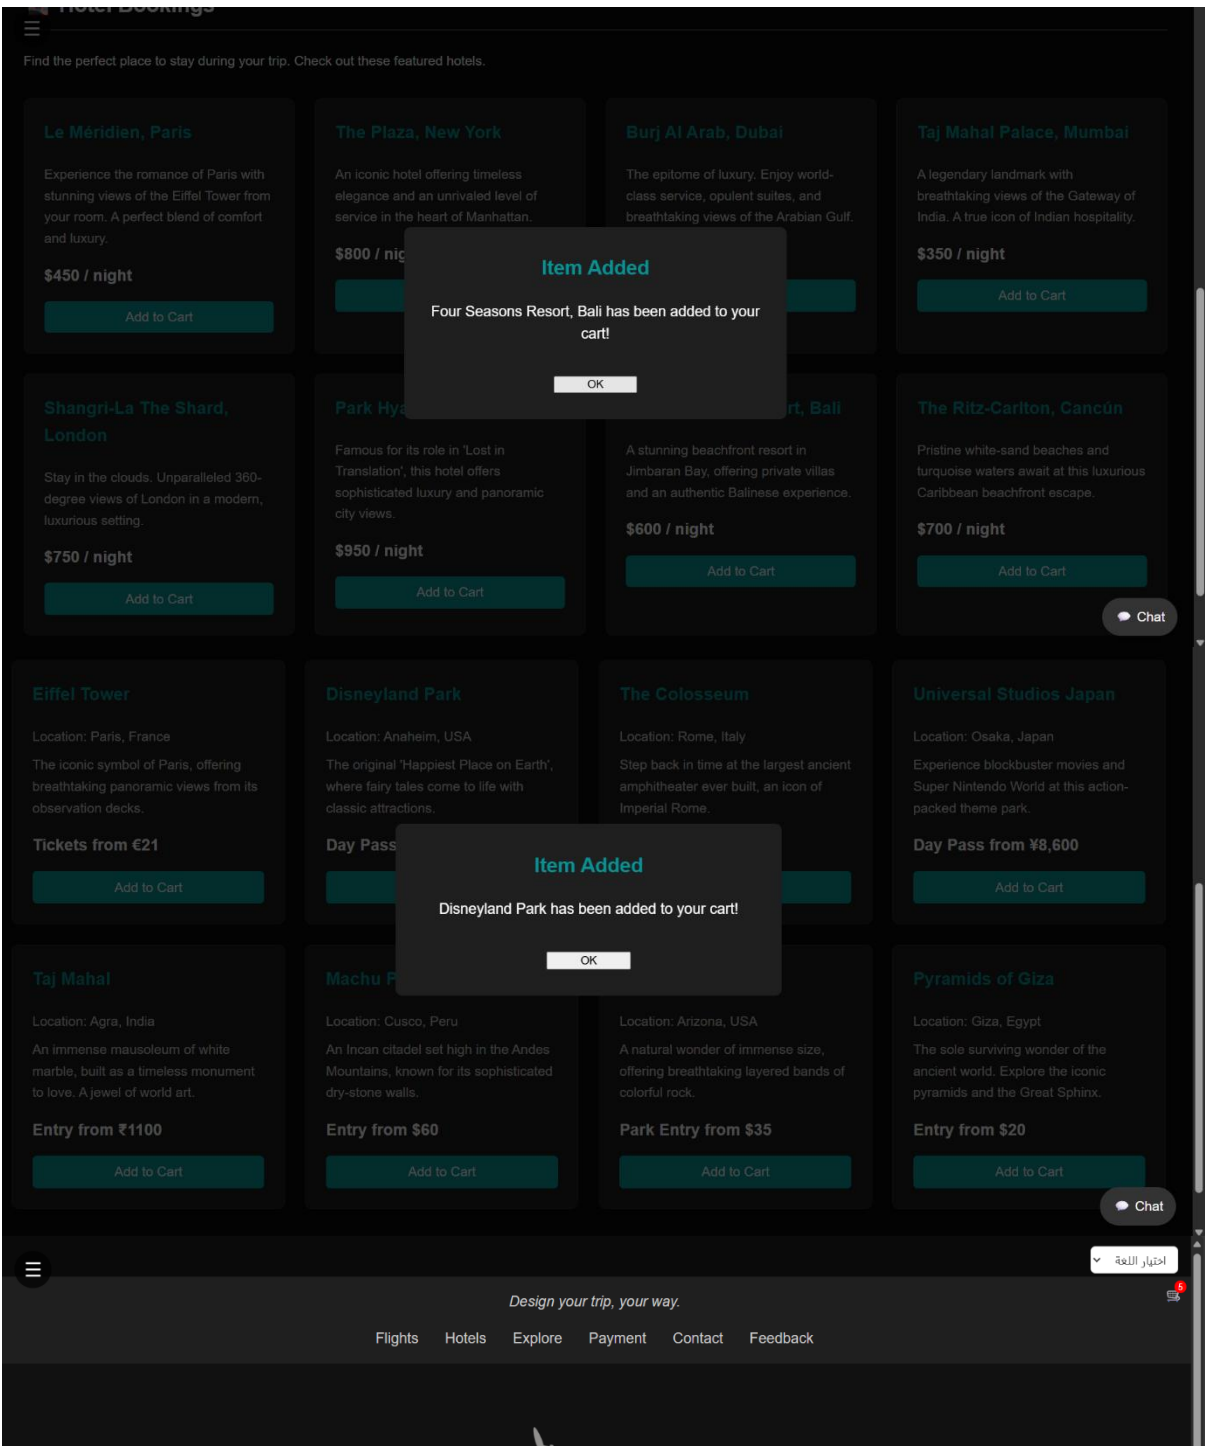 Hotel Bookings
Find the perfect place to stay during your trip. Check out these featured hotels.
Le Méridien, Paris
Experience the romance of Paris with
stunning views of the Eiffel Tower from
your room. A perfect blend of comfort
and luxury.
$450 / night
Add to Cart
The Plaza, New York
An iconic hotel offering timeless
elegance and an unrivaled level of
service in the heart of Manhattan.
$800 / nig
Burj Al Arab, Dubai
The epitome of luxury. Enjoy world-
class service, opulent suites, and
breathtaking views of the Arabian Gulf.
Taj Mahal Palace, Mumbai
A legendary landmark with
breathtaking views of the Gateway of
India. A true icon of Indian hospitality.
$350 / night
Add to Cart
Item Added
Four Seasons Resort, Bali has been added to your
cart!
OK
Shangri-La The Shard,
London
Stay in the clouds. Unparalleled 360-
degree views of London in a modern,
luxurious setting.
$750 / night
Add to Cart
Park Hya
Famous for its role in 'Lost in
Translation', this hotel offers
sophisticated luxury and panoramic
city views.
$950 / night
Add to Cart
rt, Bali
A stunning beachfront resort in
Jimbaran Bay, offering private villas
and an authentic Balinese experience.
$600 / night
Add to Cart
The Ritz-Carlton, Cancún
Pristine white-sand beaches and
turquoise waters await at this luxurious
Caribbean beachfront escape.
$700 / night
Add to Cart
Chat
Eiffel Tower
Location: Paris, France
The iconic symbol of Paris, offering
breathtaking panoramic views from its
observation decks.
Tickets from €21
Add to Cart
Disneyland Park
Location: Anaheim, USA
The original 'Happiest Place on Earth',
where fairy tales come to life with
classic attractions.
Day Pass
The Colosseum
Location: Rome, Italy
Step back in time at the largest ancient
amphitheater ever built, an icon of
Imperial Rome.
Universal Studios Japan
Location: Osaka, Japan
Experience blockbuster movies and
Super Nintendo World at this action-
packed theme park.
Day Pass from ¥8,600
Add to Cart
Item Added
Disneyland Park has been added to your cart!
OK
Taj Mahal
Location: Agra, India
An immense mausoleum of white
marble, built as a timeless monument
to love. A jewel of world art.
Entry from ₹1100
Add to Cart
Machu P
Location: Cusco, Peru
An Incan citadel set high in the Andes
Mountains, known for its sophisticated
dry-stone walls.
Entry from $60
Add to Cart
Location: Arizona, USA
A natural wonder of immense size,
offering breathtaking layered bands of
colorful rock.
Park Entry from $35
Add to Cart
Pyramids of Giza
Location: Giza, Egypt
The sole surviving wonder of the
ancient world. Explore the iconic
pyramids and the Great Sphinx.
Entry from $20
Add to Cart
Chat
اختيار اللغة
5
Design your trip, your way.
Flights Hotels Explore Payment Contact Feedback